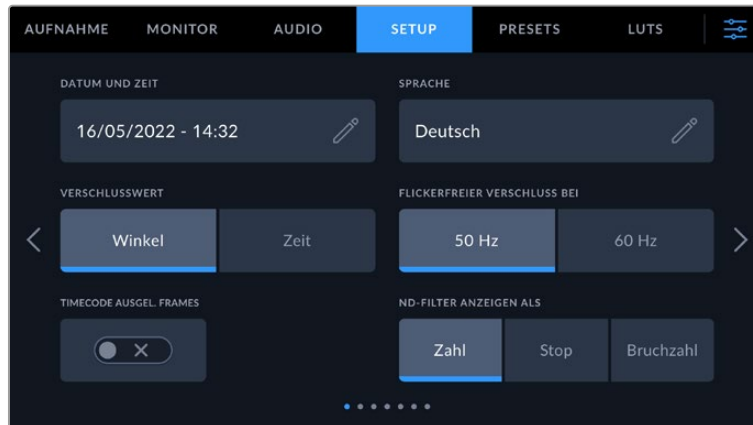 AUFNAHME MONITOR AUDIO SETUP PRESETS LUTS
DATUM UND ZEIT SPRACHE
16/05/2022 - 14:32 Deutsch
VERSCHLUSSWERT FLICKERFREIER VERSCHLUSS BEI
Winkel Zeit 50 Hz 60 Hz
TIMECODE AUSGEL. FRAMES ND-FILTER ANZEIGEN ALS
Zahl Stop Bruchzahl